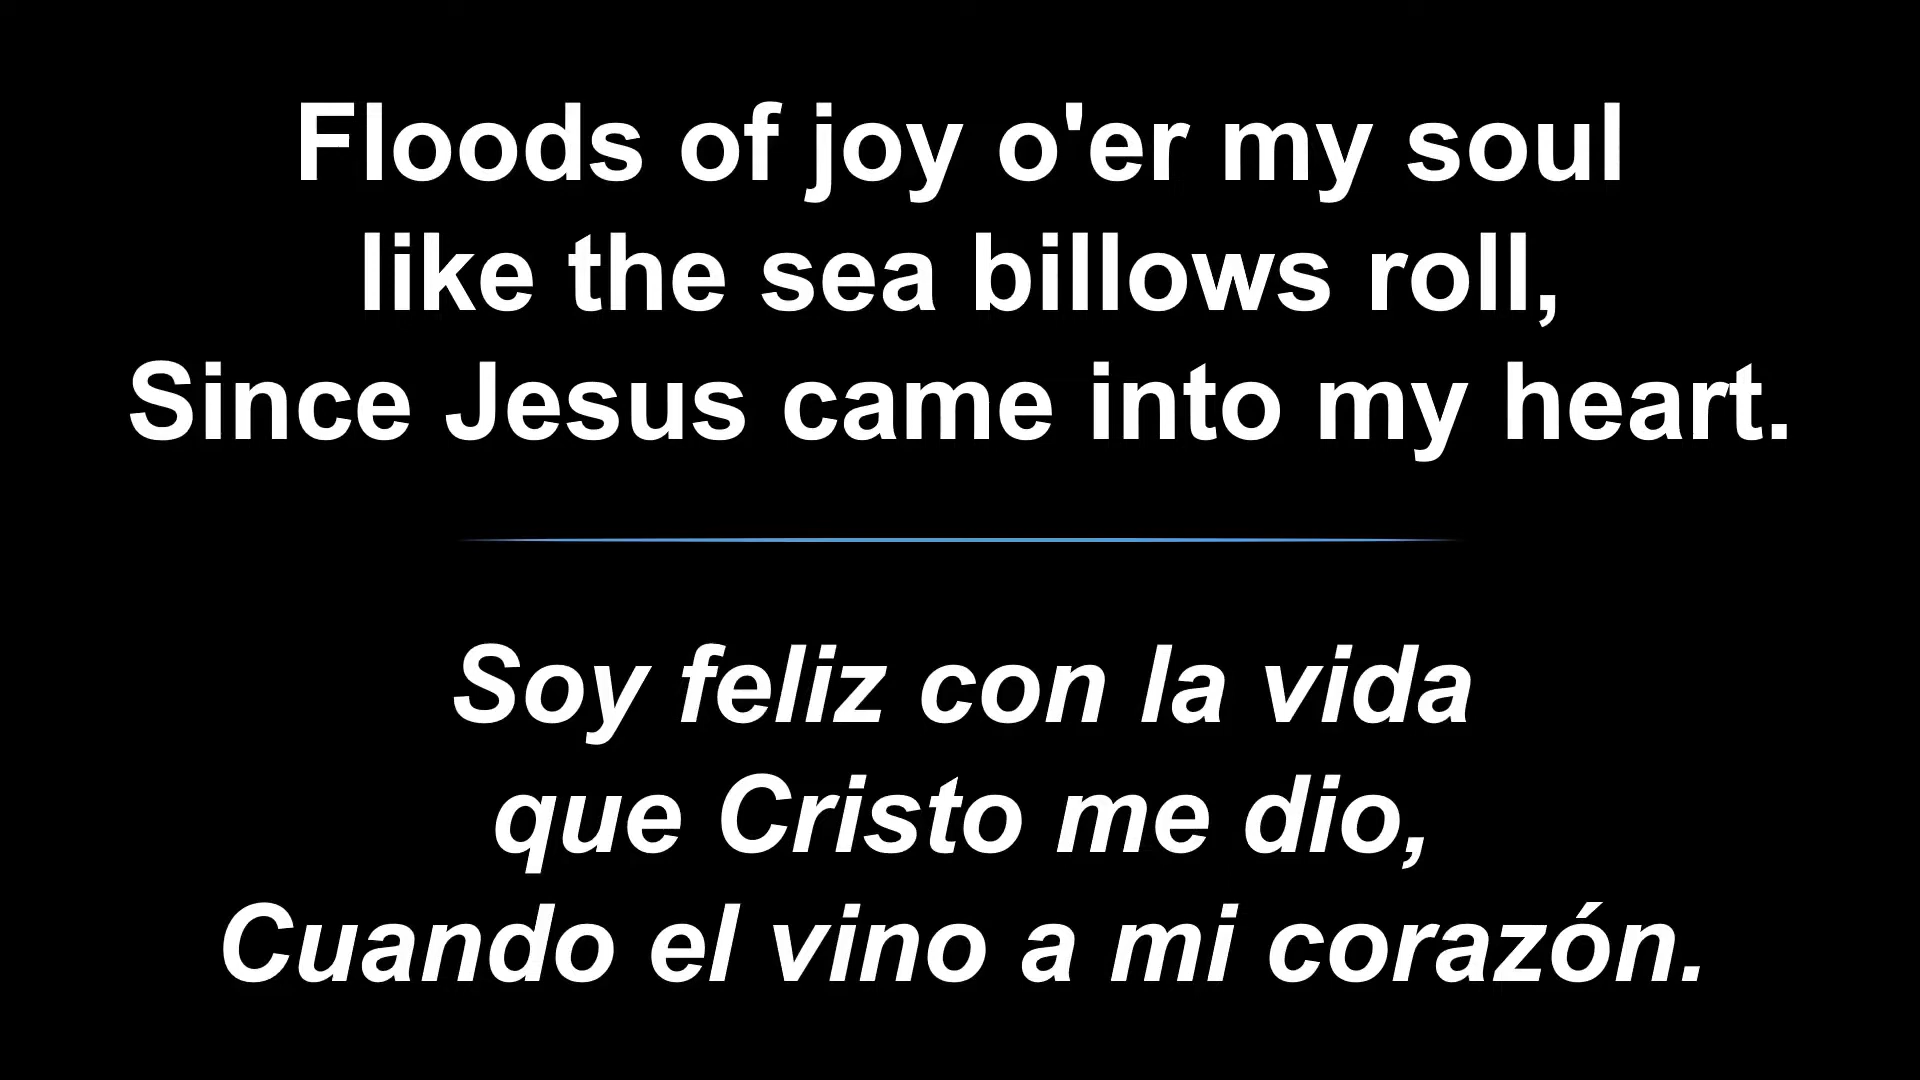 Floods of joy o'er my soul
like the sea billows roll,
Since Jesus came into my heart.
Soy feliz con la vida
que Cristo me dio,
Cuando el vino a mi corazón.